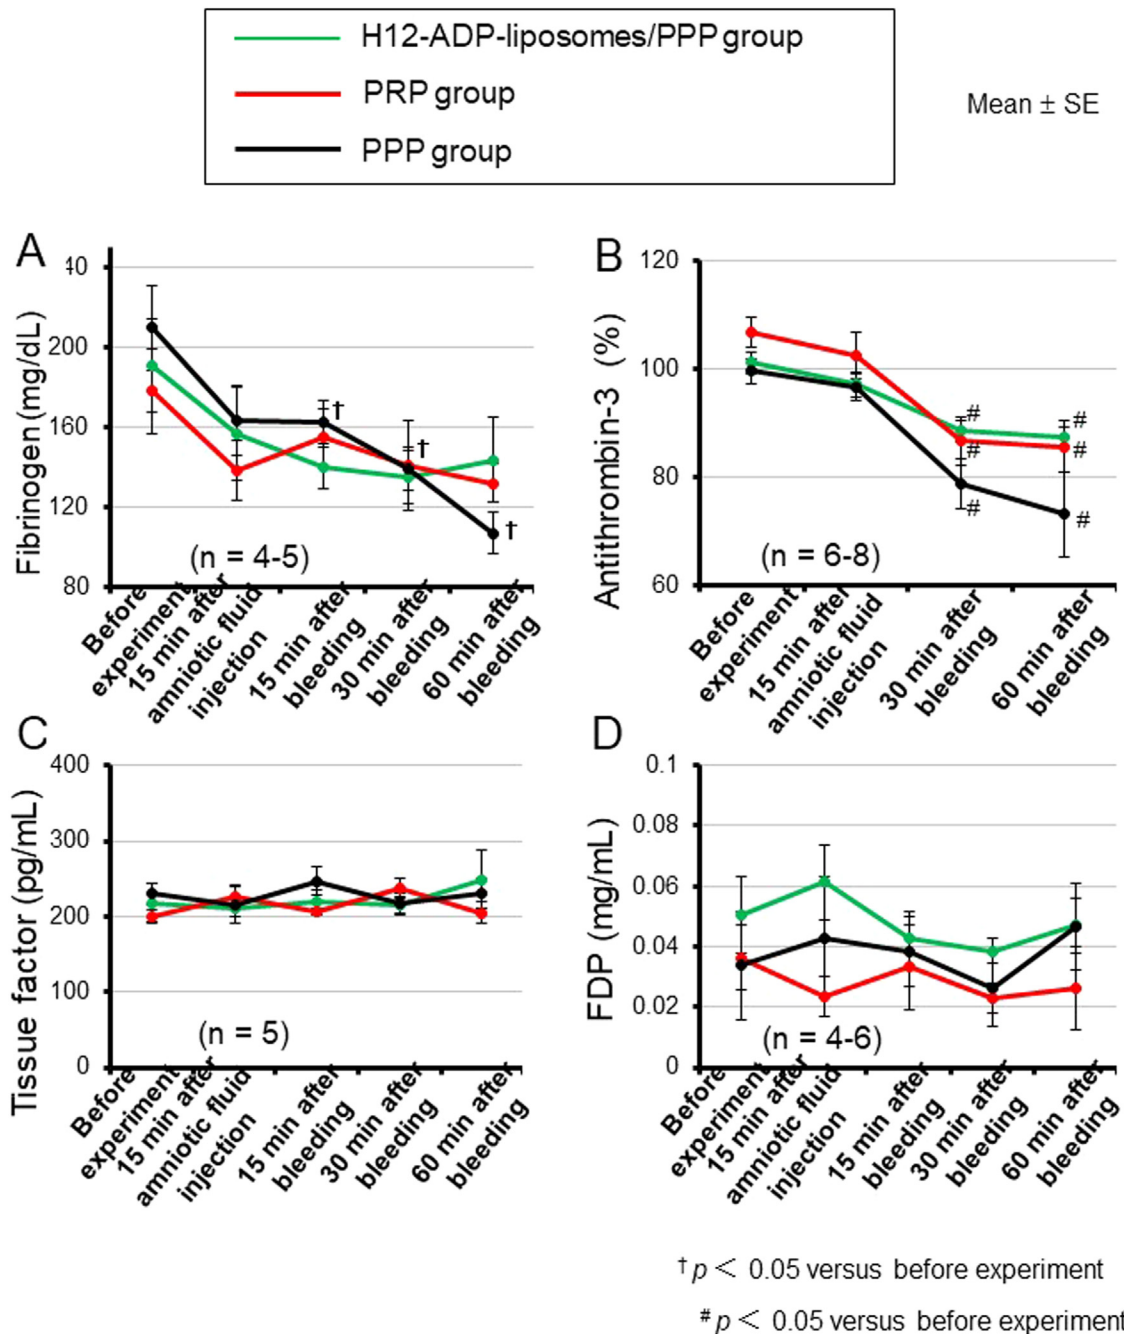 H12-ADP-liposomes/PPP group
PRP group
PPP group
Mean ± SE
A
Fibrinogen (mg/dL)
40
200
160
120
80
†
†
†
(n = 4-5)
Before
experiment
15 min after
amniotic fluid
injection
15 min after
bleeding
30 min after
bleeding
60 min after
bleeding
B
Antithrombin-3 (%)
120
100
80
60
#
#
#
#
#
#
(n = 6-8)
Before
experiment
15 min after
amniotic fluid
injection
30 min after
bleeding
60 min after
bleeding
C
Tissue factor (pg/mL)
400
300
200
100
0
(n = 5)
Before
experiment
15 min after
amniotic fluid
injection
15 min after
bleeding
30 min after
bleeding
60 min after
bleeding
D
FDP (mg/mL)
0.1
0.08
0.06
0.04
0.02
0
(n = 4-6)
Before
experiment
15 min after
amniotic fluid
injection
15 min after
bleeding
30 min after
bleeding
60 min after
bleeding
† p < 0.05 versus before experiment
# p < 0.05 versus before experiment